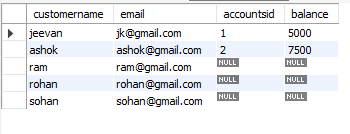 customername email accountsid balance
jeevan jk@gmail.com 1 5000
ashok ashok@gmail.com 2 7500
ram ram@gmail.com NULL NULL
rohan rohan@gmail.com NULL NULL
sohan sohan@gmail.com NULL NULL